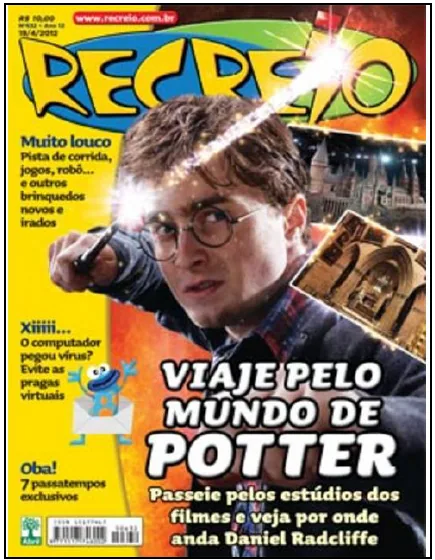 R$ 10,00
www.recreio.com.br
Nº632 • Ano 12
19/4/2012
RECREIO
Muito louco
Pista de corrida,
jogos, robô...
e outros
brinquedos
novos e
irados
Xiiiii...
O computador
pegou vírus?
Evite as
pragas
virtuais
VIAJE PELO
MUNDO DE
POTTER
Oba!
7 passatempos
exclusivos
Passeie pelos estúdios dos
filmes e veja por onde
anda Daniel Radcliffe
Abril